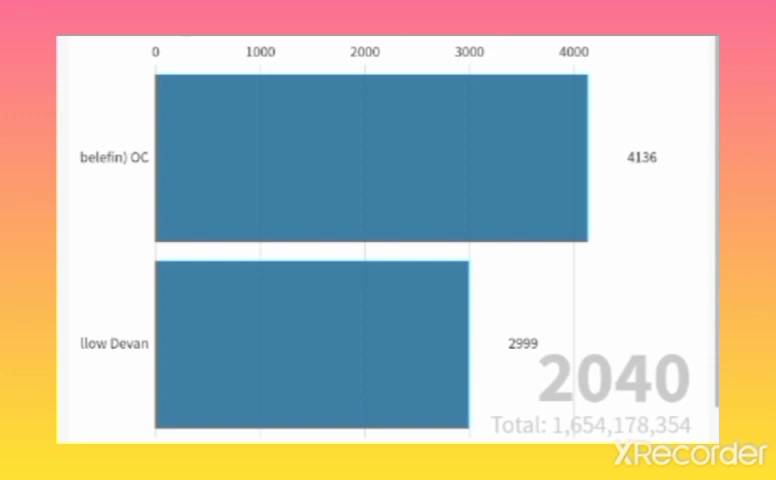 0 1000 2000 3000 4000
belefin) OC
4136
llow Devan
2999
2040
Total: 1,654,178,354
XRecorder